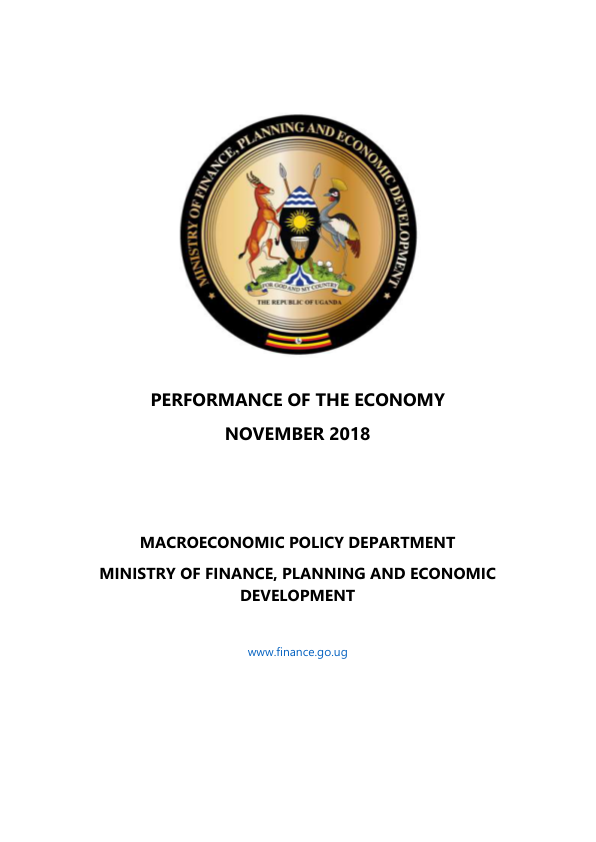 MINISTRY OF FINANCE, PLANNING AND ECONOMIC DEVELOPMENT
FOR GOD AND MY COUNTRY
THE REPUBLIC OF UGANDA
PERFORMANCE OF THE ECONOMY
NOVEMBER 2018
MACROECONOMIC POLICY DEPARTMENT
MINISTRY OF FINANCE, PLANNING AND ECONOMIC
DEVELOPMENT
www.finance.go.ug